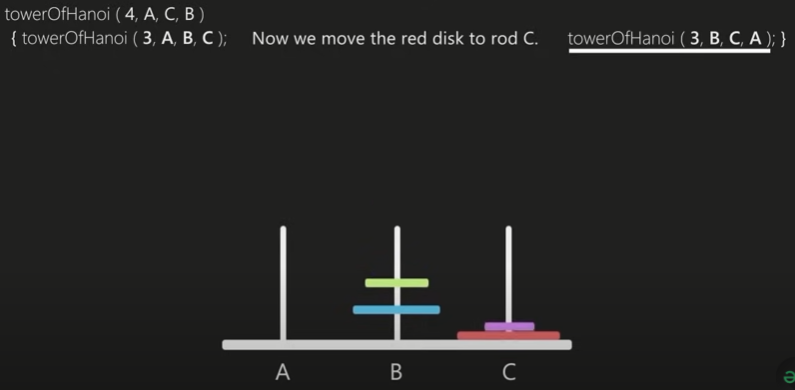 towerOfHanoi ( 4, A, C, B )
{ towerOfHanoi ( 3, A, B, C ); Now we move the red disk to rod C. towerOfHanoi ( 3, B, C, A ); }
A B C